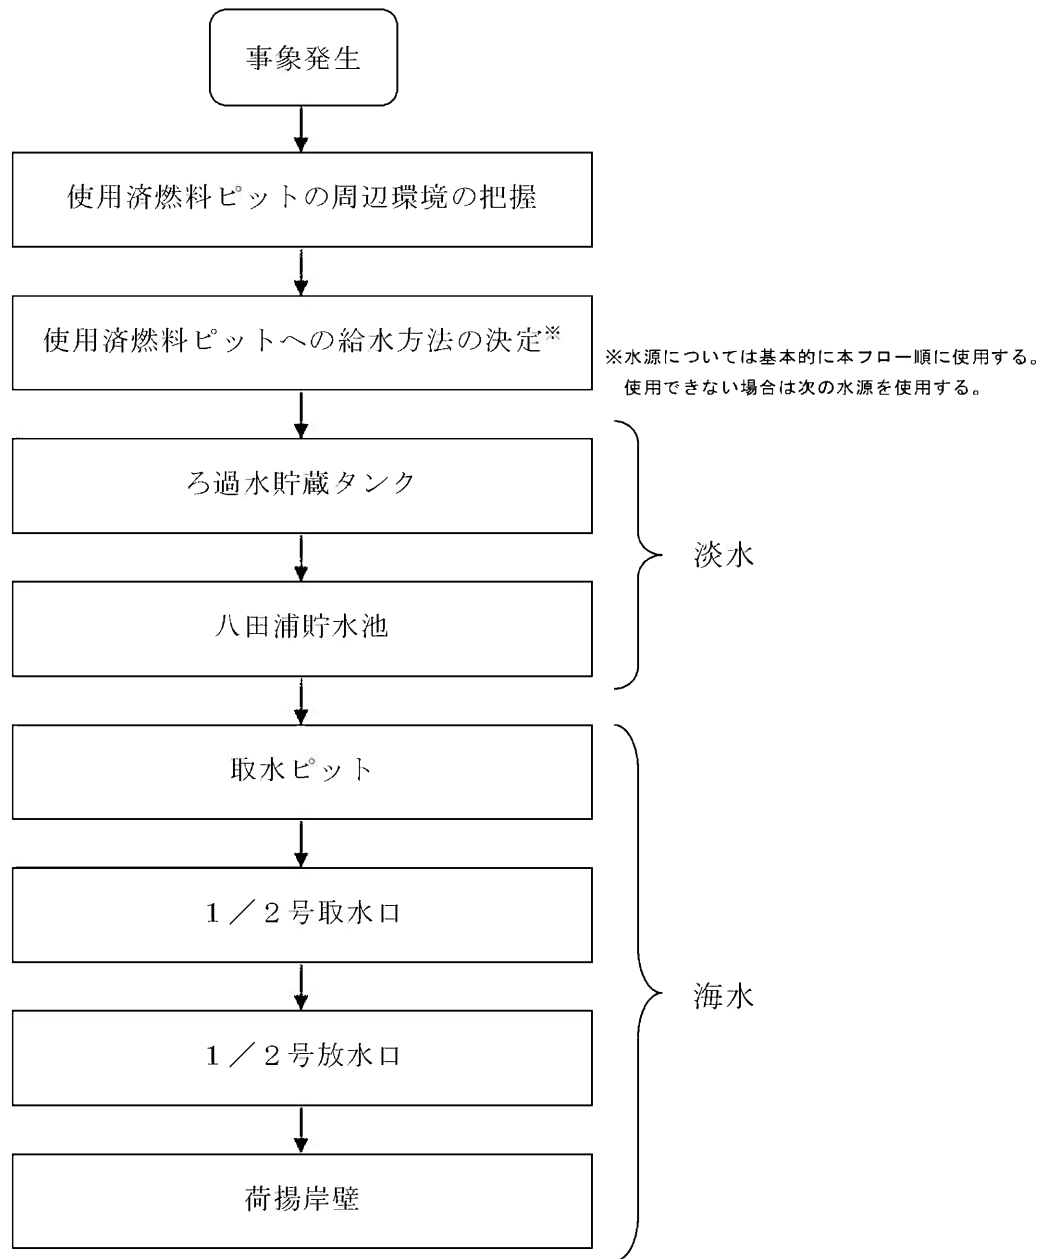 事象発生
使用済燃料ピットの周辺環境の把握
使用済燃料ピットへの給水方法の決定※
※水源については基本的に本フロー順に使用する。
使用できない場合は次の水源を使用する。
ろ過水貯蔵タンク
淡水
八田浦貯水池
取水ピット
１／２号取水口
海水
１／２号放水口
荷揚岸壁